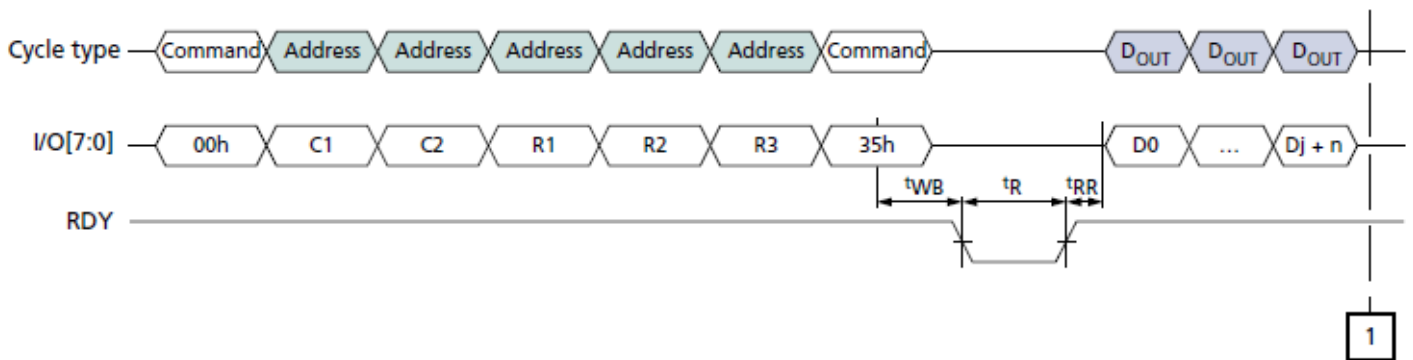 Cycle type Command Address Address Address Address Address Command DOUT DOUT DOUT
I/O[7:0] 00h C1 C2 R1 R2 R3 35h D0 ... Dj + n
tWB tR tRR
RDY
1